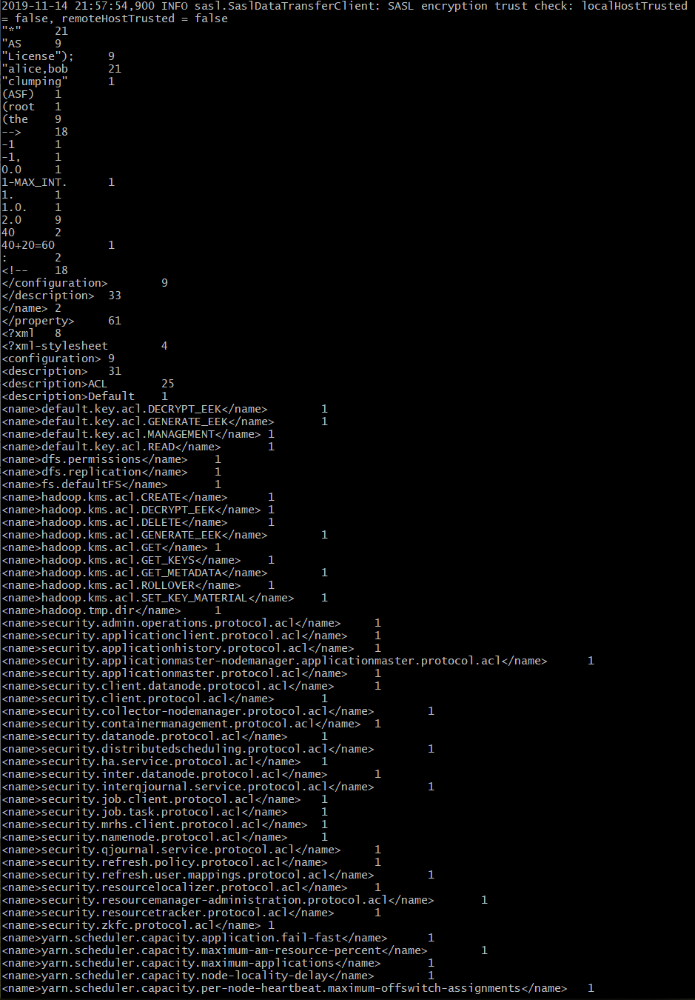 2019-11-14 21:57:54,900 INFO sasl.SaslDataTransferClient: SASL encryption trust check: localHostTrusted
= false, remoteHostTrusted = false
"*"	21
"AS	9
"License");	9
"alice,bob	21
"clumping"	1
(ASF)	1
(root	1
(the	9
-->	18
-1	1
-1,	1
0.0	1
1-MAX_INT.	1
1.	1
1.0.	1
2.0	9
40	2
40+20=60	1
:	2
<!--	18
</configuration>	9
</description>	33
</name>	2
</property>	61
<?xml	8
<?xml-stylesheet	4
<configuration>	9
<description>	31
<description>ACL	25
<description>Default	1
<name>default.key.acl.DECRYPT_EEK</name>	1
<name>default.key.acl.GENERATE_EEK</name>	1
<name>default.key.acl.MANAGEMENT</name>	1
<name>default.key.acl.READ</name>	1
<name>dfs.permissions</name>	1
<name>dfs.replication</name>	1
<name>fs.defaultFS</name>	1
<name>hadoop.kms.acl.CREATE</name>	1
<name>hadoop.kms.acl.DECRYPT_EEK</name>	1
<name>hadoop.kms.acl.DELETE</name>	1
<name>hadoop.kms.acl.GENERATE_EEK</name>	1
<name>hadoop.kms.acl.GET</name>	1
<name>hadoop.kms.acl.GET_KEYS</name>	1
<name>hadoop.kms.acl.GET_METADATA</name>	1
<name>hadoop.kms.acl.ROLLOVER</name>	1
<name>hadoop.kms.acl.SET_KEY_MATERIAL</name>	1
<name>hadoop.tmp.dir</name>	1
<name>security.admin.operations.protocol.acl</name>	1
<name>security.applicationclient.protocol.acl</name>	1
<name>security.applicationhistory.protocol.acl</name>	1
<name>security.applicationmaster-nodemanager.applicationmaster.protocol.acl</name>	1
<name>security.applicationmaster.protocol.acl</name>	1
<name>security.client.datanode.protocol.acl</name>	1
<name>security.client.protocol.acl</name>	1
<name>security.collector-nodemanager.protocol.acl</name>	1
<name>security.containermanagement.protocol.acl</name>	1
<name>security.datanode.protocol.acl</name>	1
<name>security.distributedscheduling.protocol.acl</name>	1
<name>security.ha.service.protocol.acl</name>	1
<name>security.inter.datanode.protocol.acl</name>	1
<name>security.interqjournal.service.protocol.acl</name>	1
<name>security.job.client.protocol.acl</name>	1
<name>security.job.task.protocol.acl</name>	1
<name>security.mrhs.client.protocol.acl</name>	1
<name>security.namenode.protocol.acl</name>	1
<name>security.qjournal.service.protocol.acl</name>	1
<name>security.refresh.policy.protocol.acl</name>	1
<name>security.refresh.user.mappings.protocol.acl</name>	1
<name>security.resourcelocalizer.protocol.acl</name>	1
<name>security.resourcemanager-administration.protocol.acl</name>	1
<name>security.resourcetracker.protocol.acl</name>	1
<name>security.zkfc.protocol.acl</name>	1
<name>yarn.scheduler.capacity.application.fail-fast</name>	1
<name>yarn.scheduler.capacity.maximum-am-resource-percent</name>	1
<name>yarn.scheduler.capacity.maximum-applications</name>	1
<name>yarn.scheduler.capacity.node-locality-delay</name>	1
<name>yarn.scheduler.capacity.per-node-heartbeat.maximum-offswitch-assignments</name>	1